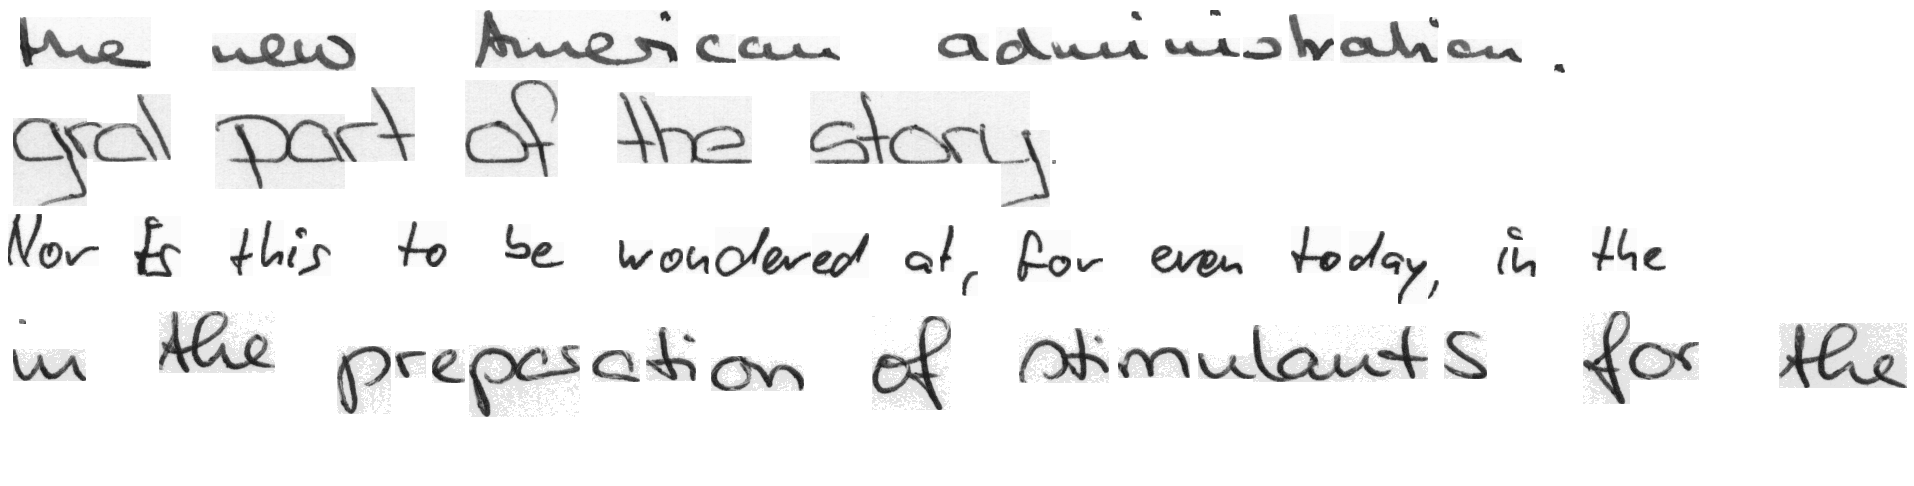 the new American administration.
gral part of the story.
Nor is this to be wondered at, for even today, in the
in the preparation of stimulants for the